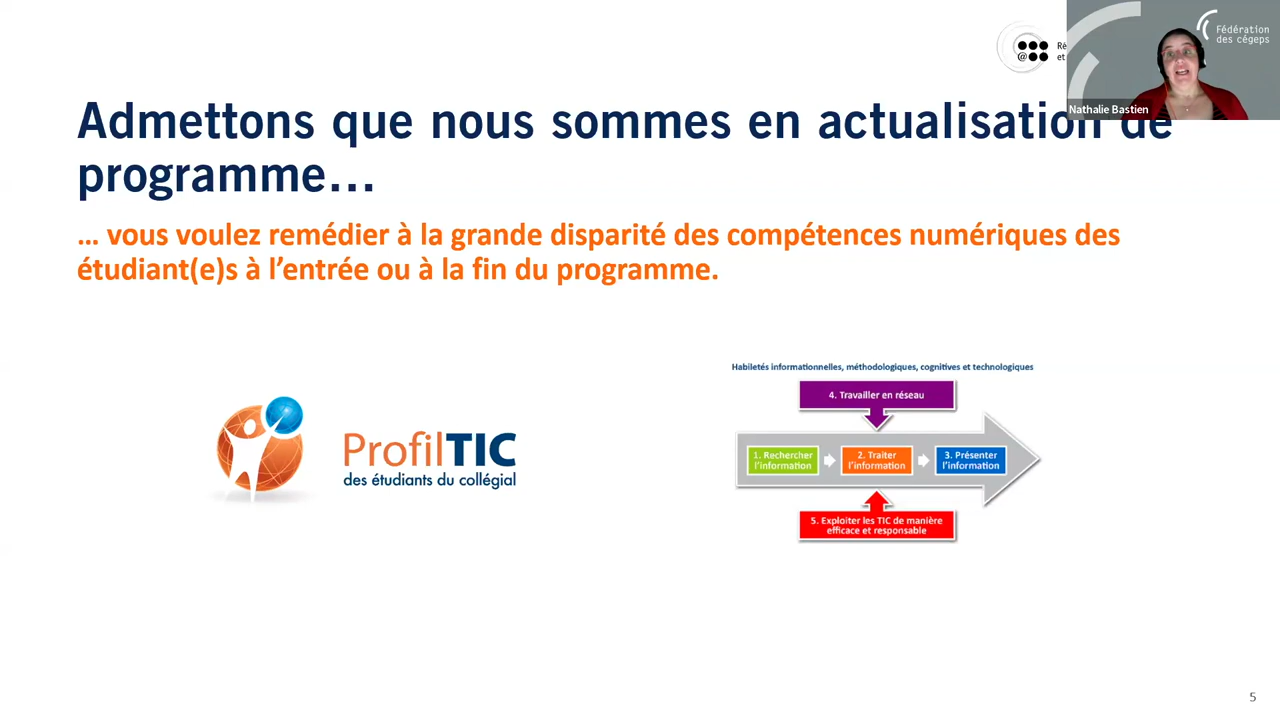 Fédération
des cégeps
Nathalie Bastien
Admettons que nous sommes en actualisation de
programme...
... vous voulez remédier à la grande disparité des compétences numériques des
étudiant(e)s à l'entrée ou à la fin du programme.
ProfilTIC
des étudiants du collégial
Habiletés informationnelles, méthodologiques, cognitives et technologiques
4. Travailler en réseau
1. Rechercher
l'information
2. Traiter
l'information
3. Présenter
l'information
5. Exploiter les TIC de manière
efficace et responsable
5